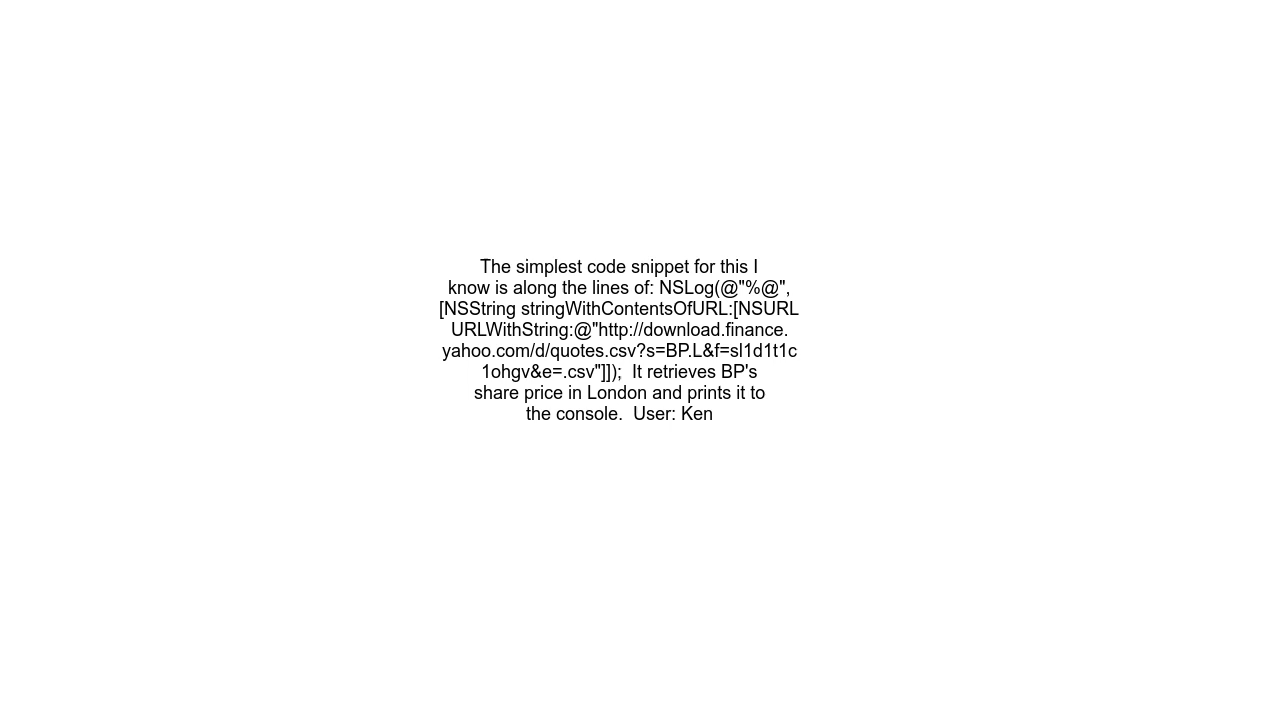 The simplest code snippet for this I
know is along the lines of: NSLog(@"%@",
[NSString stringWithContentsOfURL:[NSURL
URLWithString:@"http://download.finance.
yahoo.com/d/quotes.csv?s=BP.L&f=sl1d1t1c
1ohgv&e=.csv"]]);  It retrieves BP's
share price in London and prints it to
the console.  User: Ken